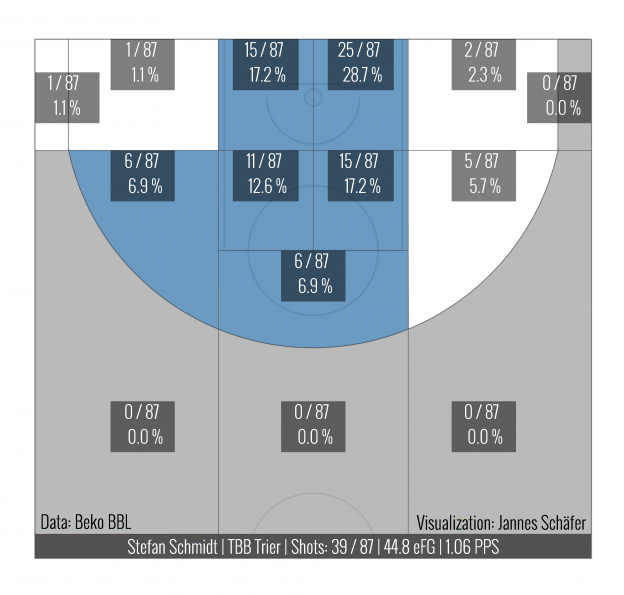 1 / 87
1.1 %
15 / 87
17.2 %
25 / 87
28.7 %
2 / 87
2.3 %
1 / 87
1.1 %
0 / 87
0.0 %
6 / 87
6.9 %
11 / 87
12.6 %
15 / 87
17.2 %
5 / 87
5.7 %
6 / 87
6.9 %
0 / 87
0.0 %
0 / 87
0.0 %
0 / 87
0.0 %
Data: Beko BBL
Visualization: Jannes Schäfer
Stefan Schmidt | TBB Trier | Shots: 39 / 87 | 44.8 eFG | 1.06 PPS